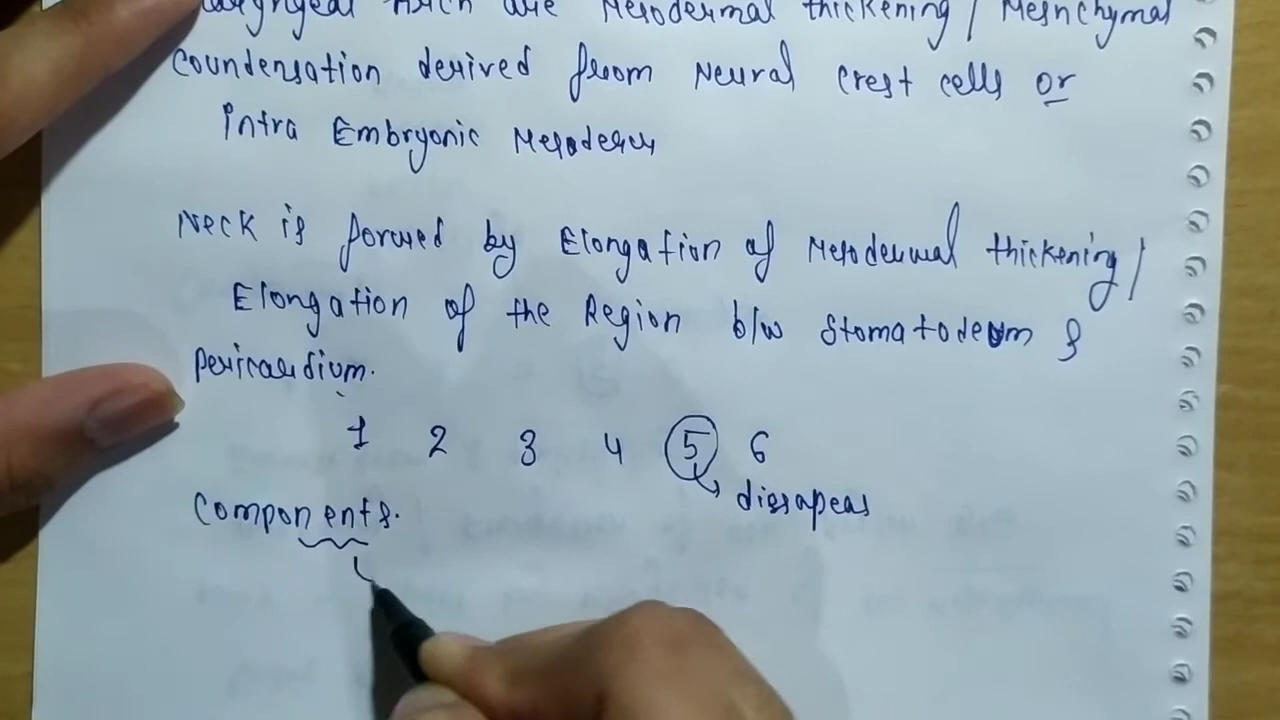 Arch are Mesodermal thickening / Mesnchymal
Coundensation derived from Neural Crest cells or
Intra Embryonic Mesoderm
Neck is formed by Elongation of Mesodermal thickening /
Elongation of the Region b/w Stomatodeum &
Pericardium.
1 2 3 4 5 6
dissapears
Components.